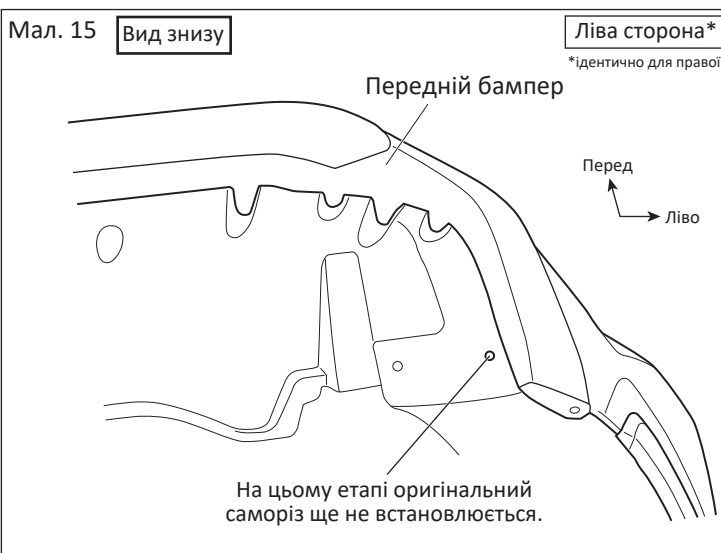 Мал. 15
Вид знизу
Ліва сторона*
*ідентично для правої
Передній бампер
Перед
Ліво
На цьому етапі оригінальний
саморіз ще не встановлюється.